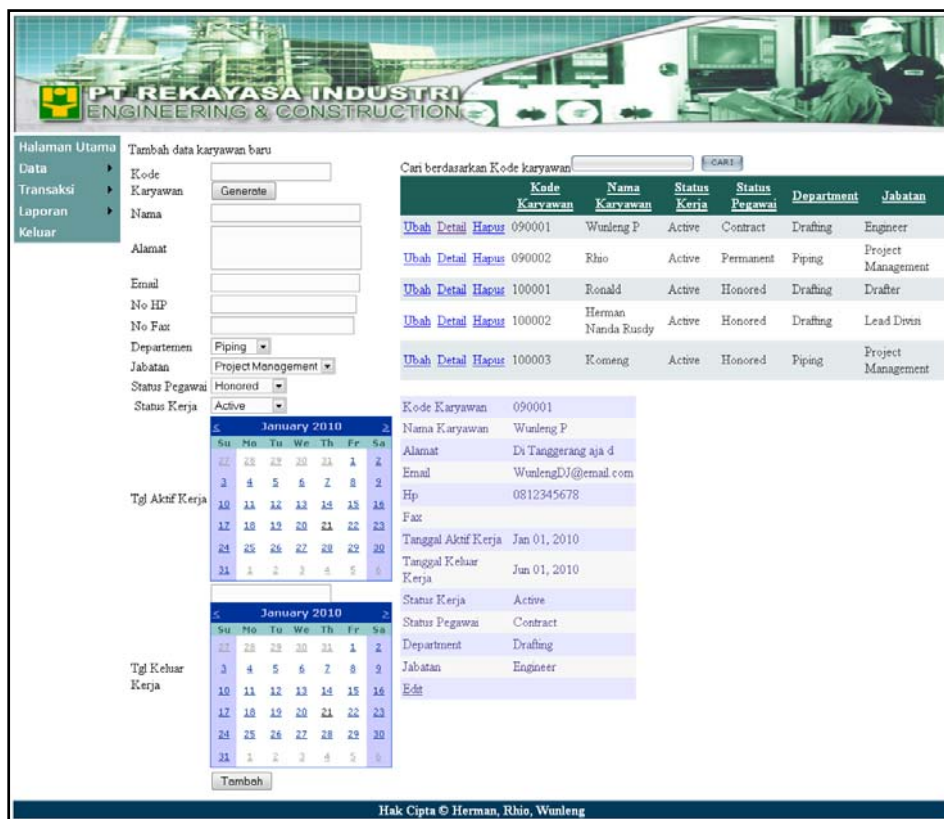 PT REKAYASA INDUSTRI
ENGINEERING & CONSTRUCTION
Halaman Utama
Data
Transaksi
Laporan
Keluar
Tambah data karyawan baru
Kode Karyawan
Generate
Nama
Alamat
Email
No HP
No Fax
Departemen Piping
Jabatan Project Management
Status Pegawai Honored
Status Kerja Active
Tgl Aktif Kerja
< January 2010 >
Su Mo Tu We Th Fr Sa
27 28 29 30 31 1 2
3 4 5 6 7 8 9
10 11 12 13 14 15 16
17 18 19 20 21 22 23
24 25 26 27 28 29 30
31 1 2 3 4 5 6
Tgl Keluar Kerja
< January 2010 >
Su Mo Tu We Th Fr Sa
27 28 29 30 31 1 2
3 4 5 6 7 8 9
10 11 12 13 14 15 16
17 18 19 20 21 22 23
24 25 26 27 28 29 30
31 1 2 3 4 5 6
Tambah
Cari berdasarkan Kode karyawan CARI
Kode Karyawan Nama Karyawan Status Kerja Status Pegawai Department Jabatan
Ubah Detail Hapus 090001 Wunleng P Active Contract Drafting Engineer
Ubah Detail Hapus 090002 Rhio Active Permanent Piping Project Management
Ubah Detail Hapus 100001 Ronald Active Honored Drafting Drafter
Ubah Detail Hapus 100002 Herman Nanda Rusdy Active Honored Drafting Lead Divisi
Ubah Detail Hapus 100003 Komeng Active Honored Piping Project Management
Kode Karyawan 090001
Nama Karyawan Wunleng P
Alamat Di Tanggerang aja d
Email WunlengDJ@email.com
Hp 0812345678
Fax
Tanggal Aktif Kerja Jan 01, 2010
Tanggal Keluar Kerja Jun 01, 2010
Status Kerja Active
Status Pegawai Contract
Department Drafting
Jabatan Engineer
Edit
Hak Cipta © Herman, Rhio, Wunleng